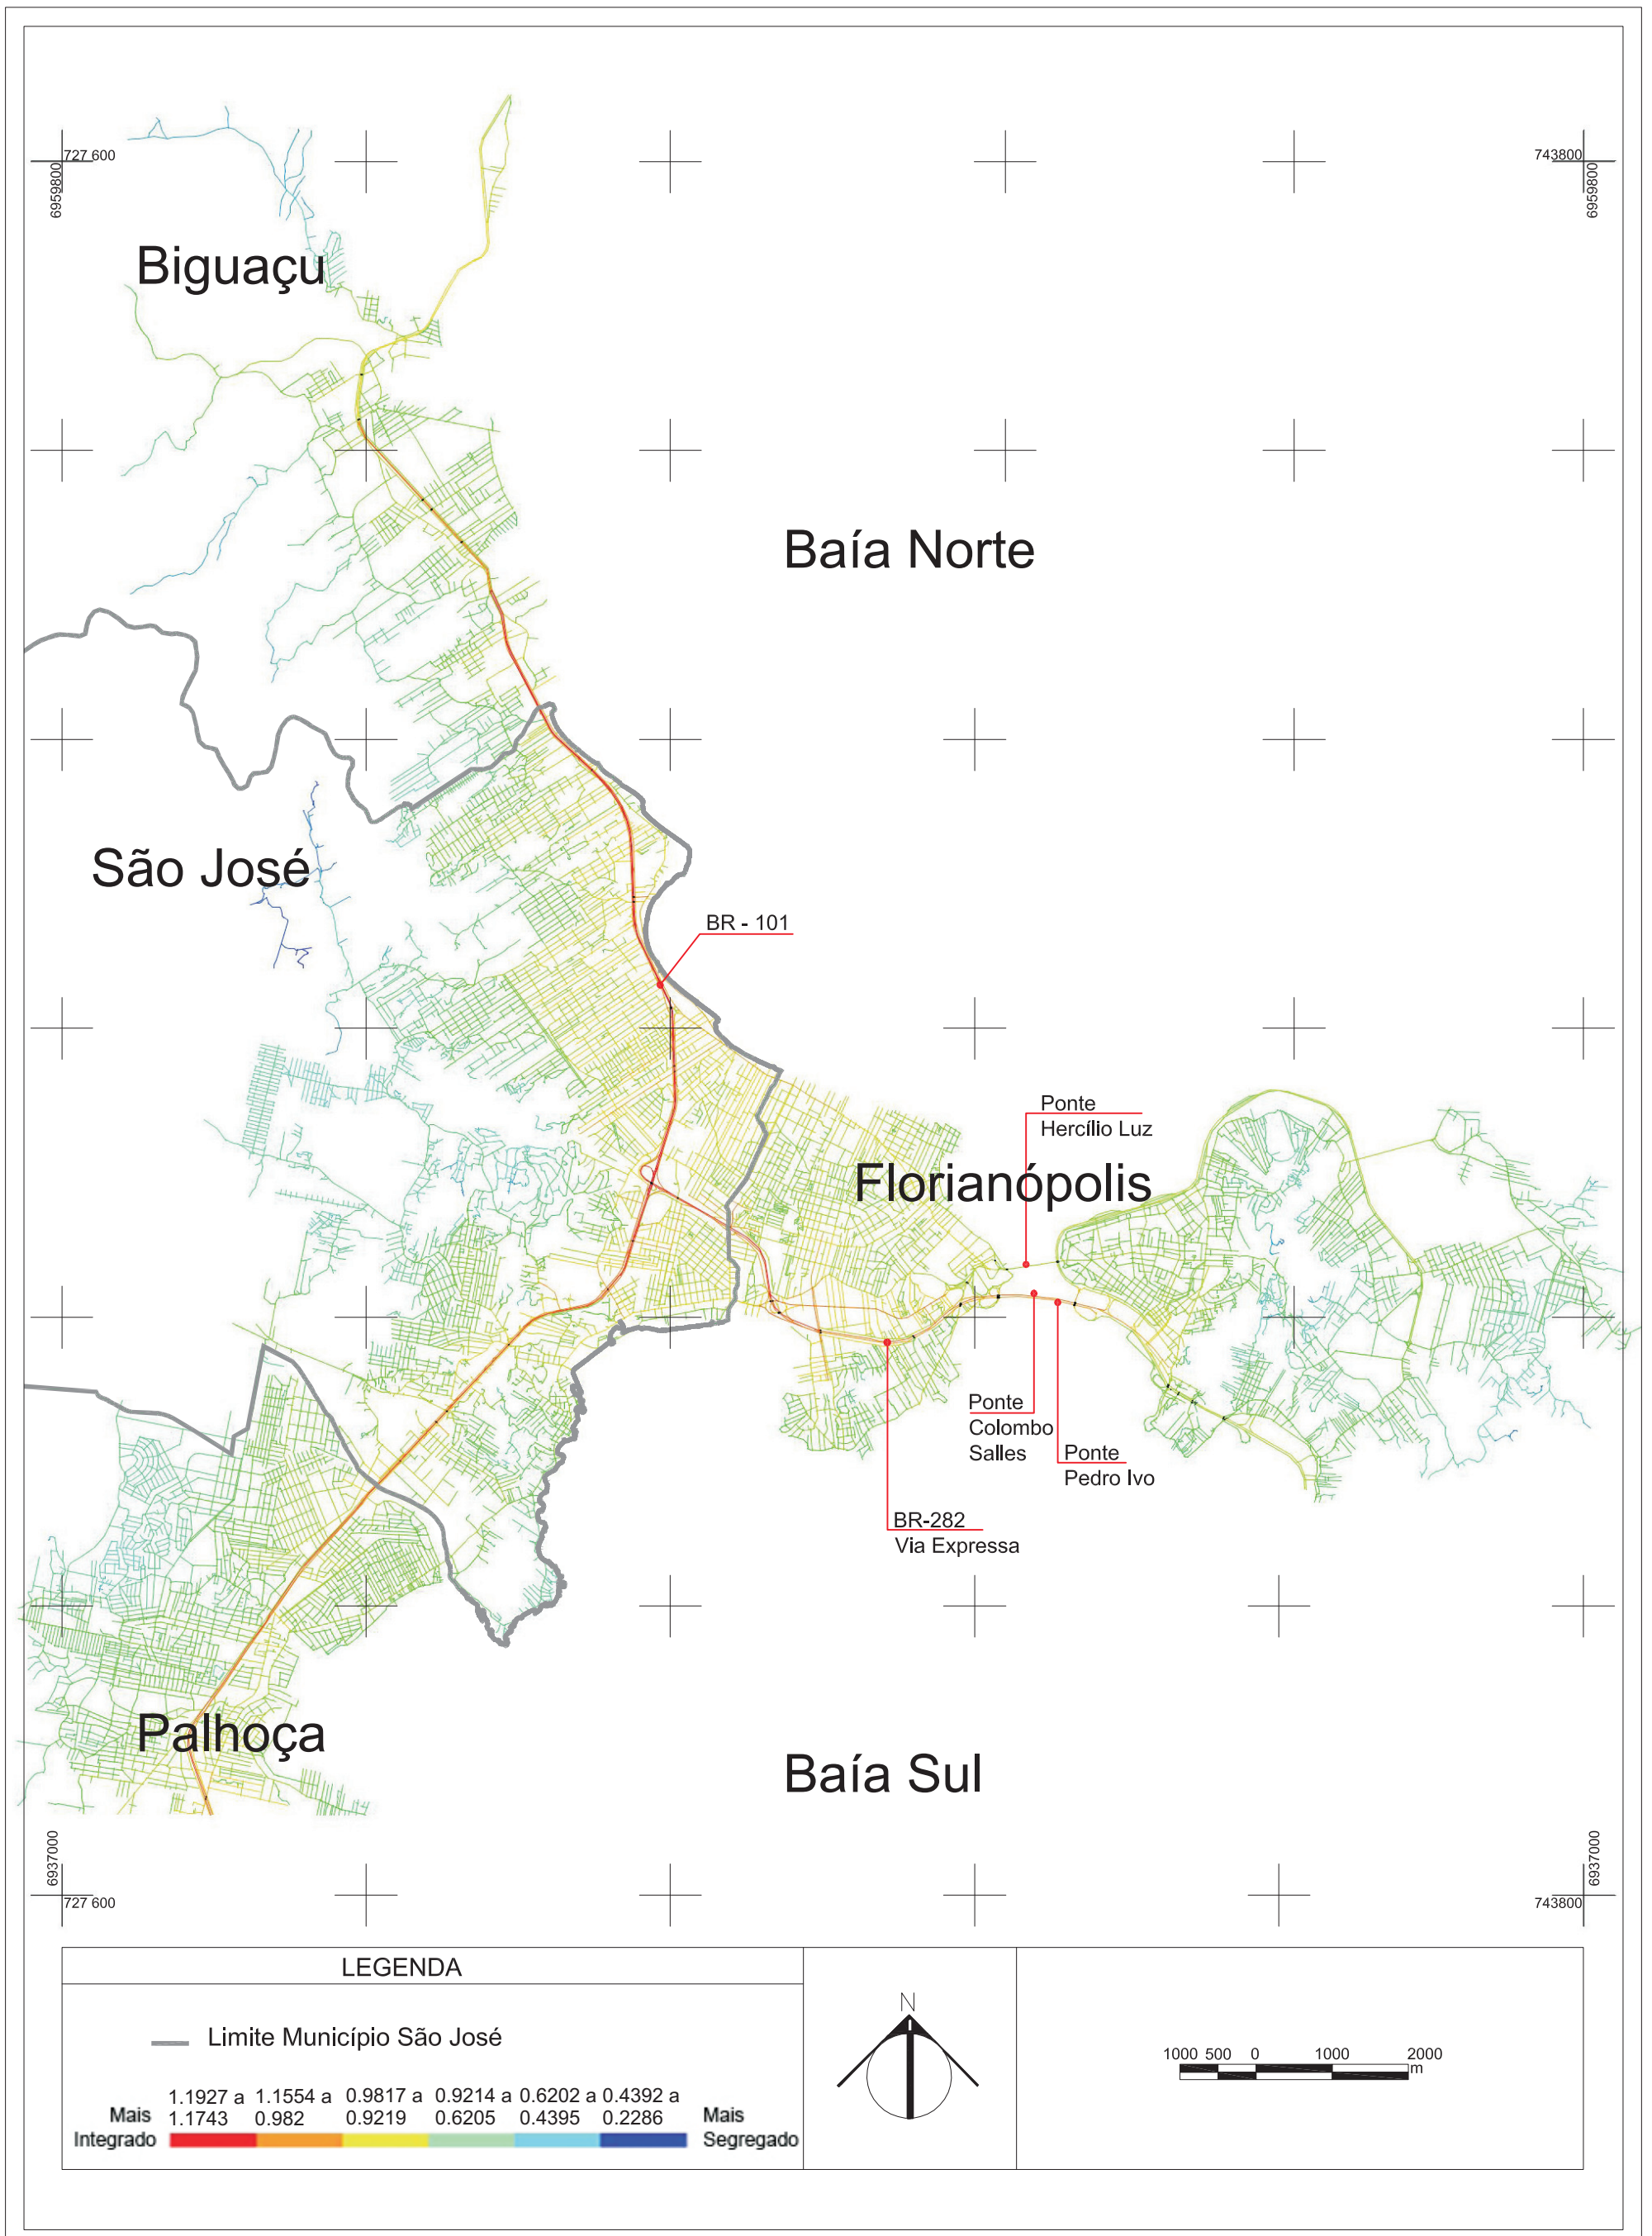 727 600
6959800
743800
6959800
Biguaçu
Baía Norte
São José
BR - 101
Ponte
Hercílio Luz
Florianópolis
Ponte
Colombo
Salles
Ponte
Pedro Ivo
BR-282
Via Expressa
Palhoça
Baía Sul
6937000
727 600
6937000
743800
LEGENDA
Limite Município São José
Mais
Integrado
1.1927 a 1.1554 a 0.9817 a 0.9214 a 0.6202 a 0.4392 a
1.1743 0.982 0.9219 0.6205 0.4395 0.2286
Mais
Segregado
N
1000 500 0 1000 2000
m